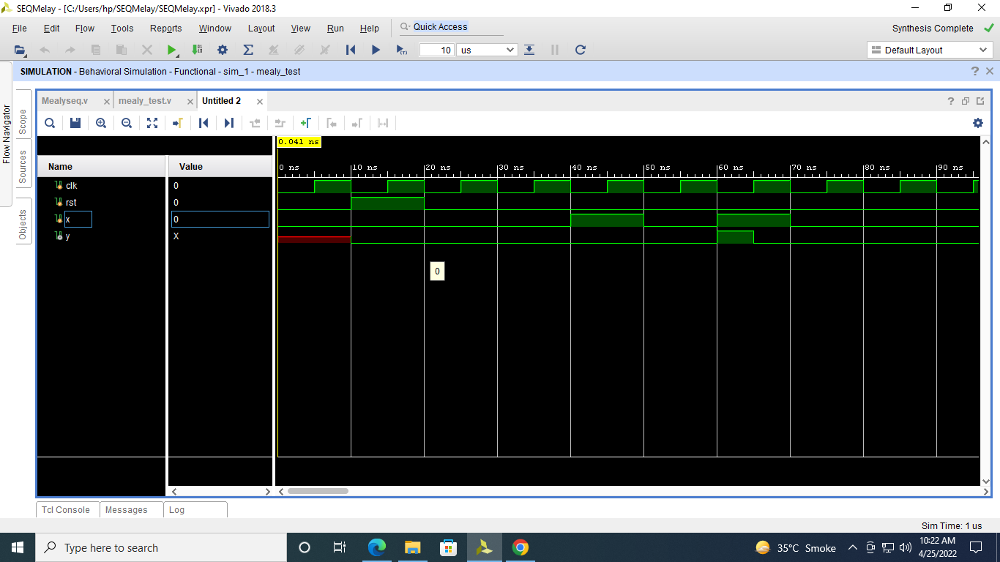 SEQMelay - [C:/Users/hp/SEQMelay/SEQMelay.xpr] - Vivado 2018.3
File Edit Flow Tools Reports Window Layout View Run Help Quick Access Synthesis Complete
10 us Default Layout
SIMULATION - Behavioral Simulation - Functional - sim_1 - mealy_test
Flow Navigator
Scope
Sources
Objects
Mealyseq.v mealy_test.v Untitled 2
0.041 ns
Name Value
0 ns 10 ns 20 ns 30 ns 40 ns 50 ns 60 ns 70 ns 80 ns 90 ns
clk 0
rst 0
x 0
y X
0
Tcl Console Messages Log
Sim Time: 1 us
Type here to search
35°C Smoke
10:22 AM
4/25/2022